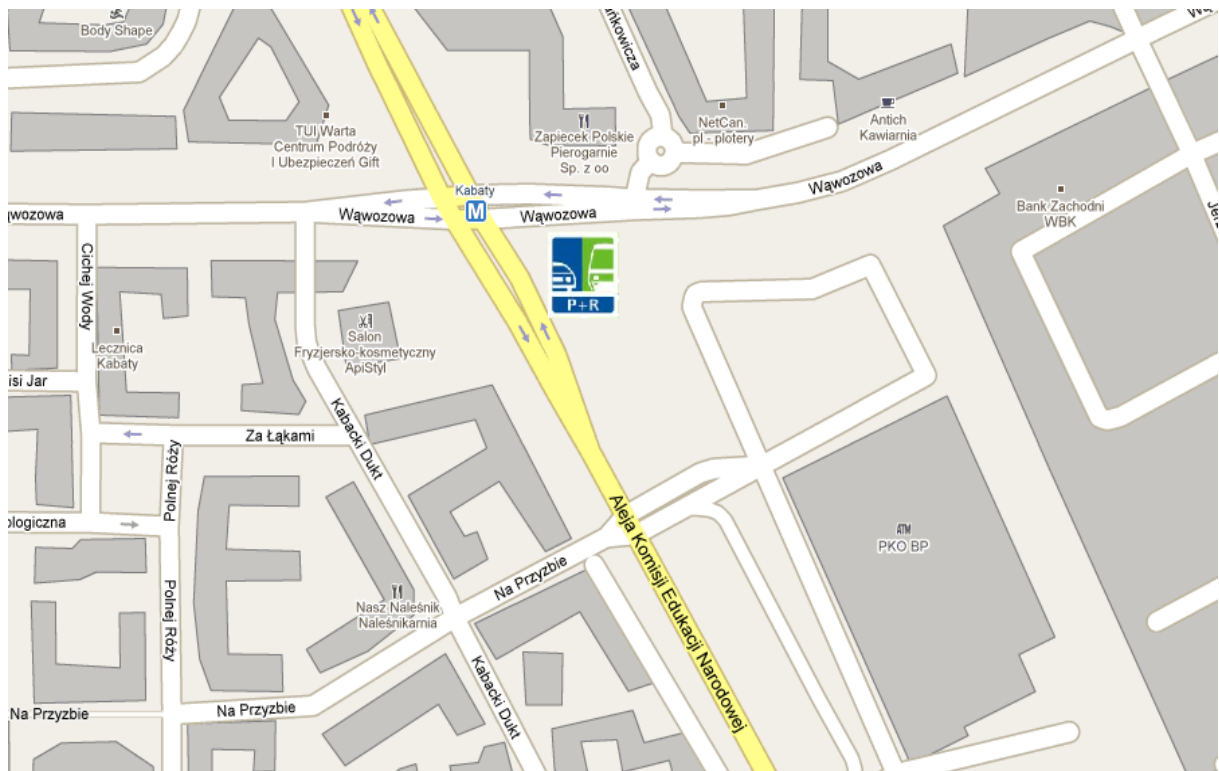 Body Shape
TUI Warta
Centrum Podróży
I Ubezpieczeń Gift
Zapiecek Polskie
Pierogarnie
Sp. z oo
NetCan.
pl - plotery
Antich
Kawiarnia
Kabaty
M
Wąwozowa
Wąwozowa
Wąwozowa
Bank Zachodni
WBK
P+R
Cichej Wody
Lecznica
Kabaty
Salon
Fryzjersko-kosmetyczny
ApiStyl
isi Jar
Za Łąkami
Kabacki Dukt
Polnej Róży
ologiczna
Aleja Komisji Edukacji Narodowej
ATM
PKO BP
Na Przyzbie
Nasz Naleśnik
Naleśnikarnia
Polnej Róży
Kabacki Dukt
Na Przyzbie
Na Przyzbie